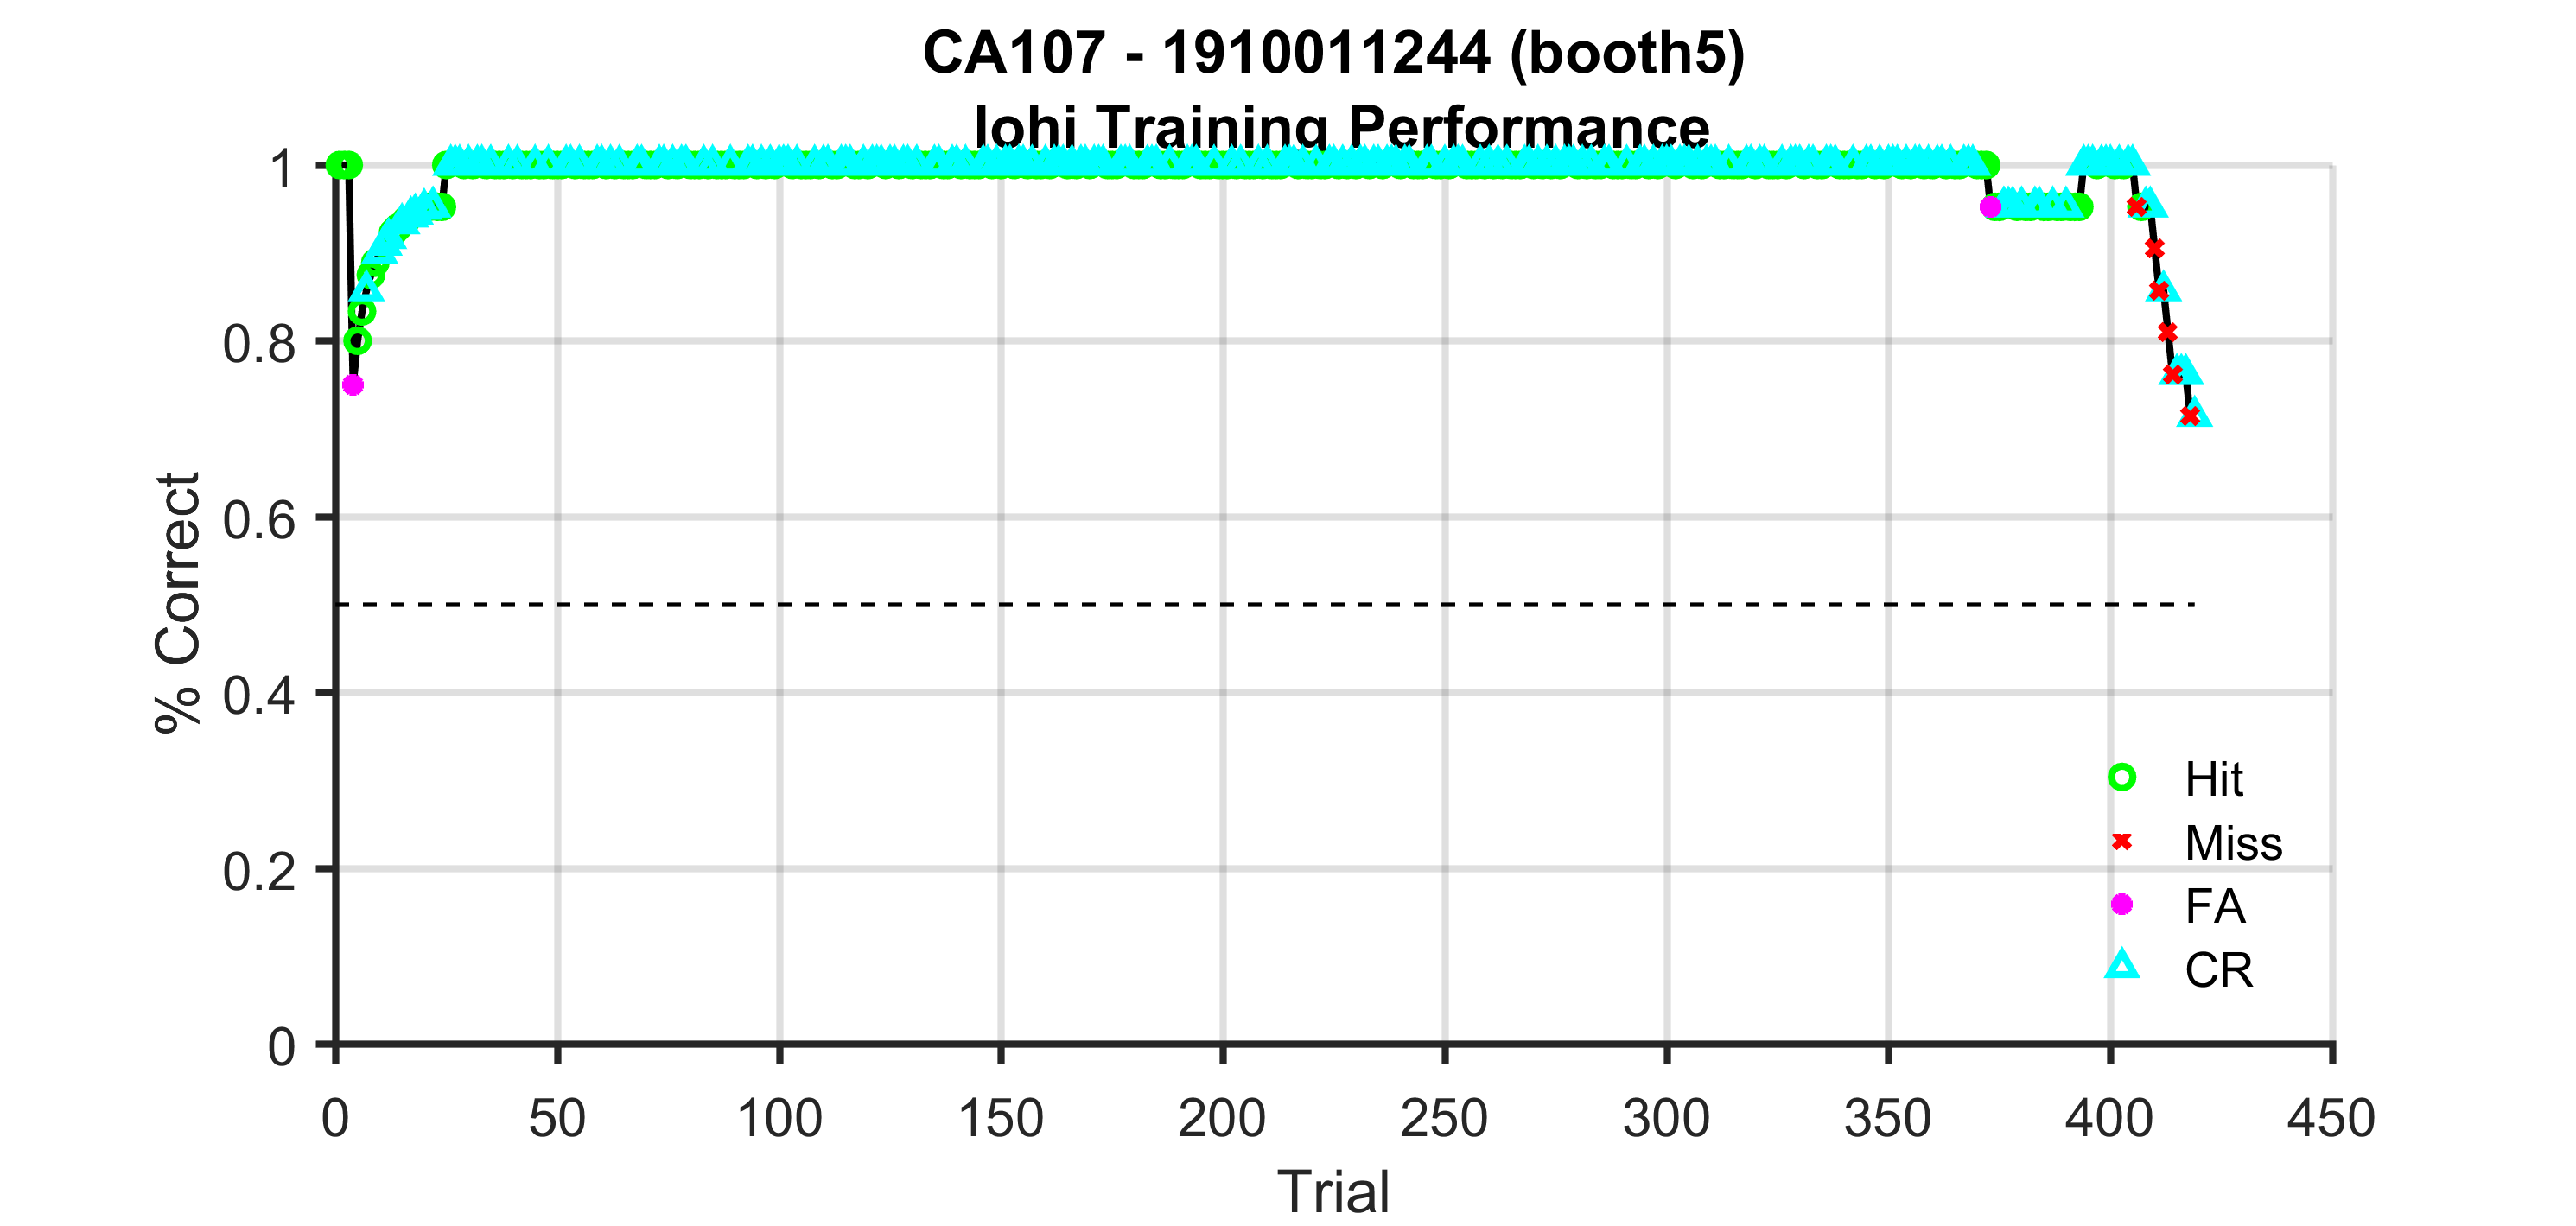 CA107 - 1910011244 (booth5)
lohi Training Performance
1
0.8
0.6
0.4
0.2
0
% Correct
Hit
Miss
FA
CR
0 50 100 150 200 250 300 350 400 450
Trial